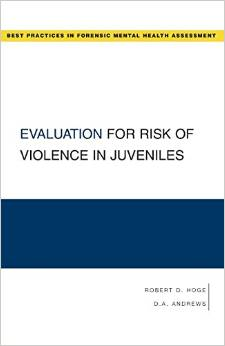 BEST PRACTICES IN FORENSIC MENTAL HEALTH ASSESSMENT
EVALUATION FOR RISK OF
VIOLENCE IN JUVENILES
ROBERT D. HOGE
D.A. ANDREWS